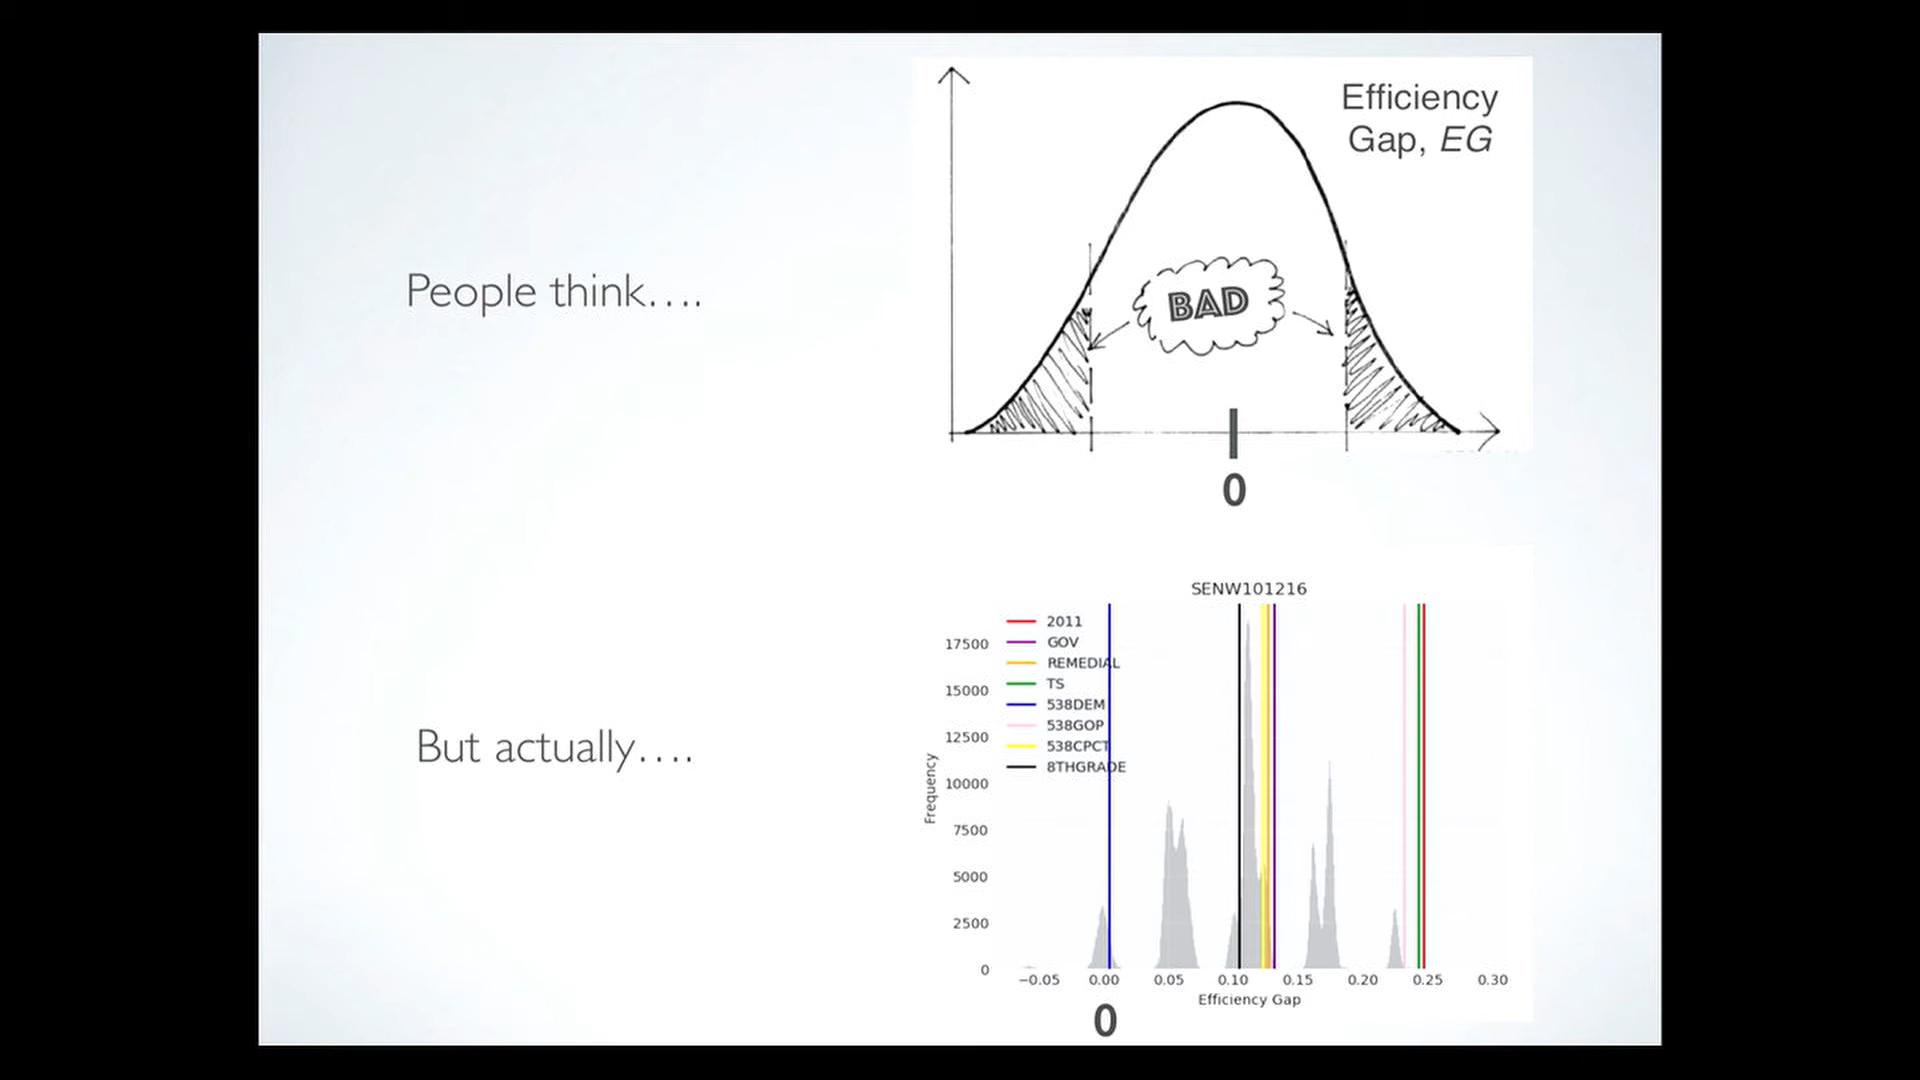 Efficiency
Gap, EG
People think....
BAD
0
SENW101216
2011
GOV
REMEDIAL
TS
538DEM
538GOP
538CPCT
8THGRADE
But actually....
Frequency
17500
15000
12500
10000
7500
5000
2500
0
−0.05 0.00 0.05 0.10 0.15 0.20 0.25 0.30
Efficiency Gap
0